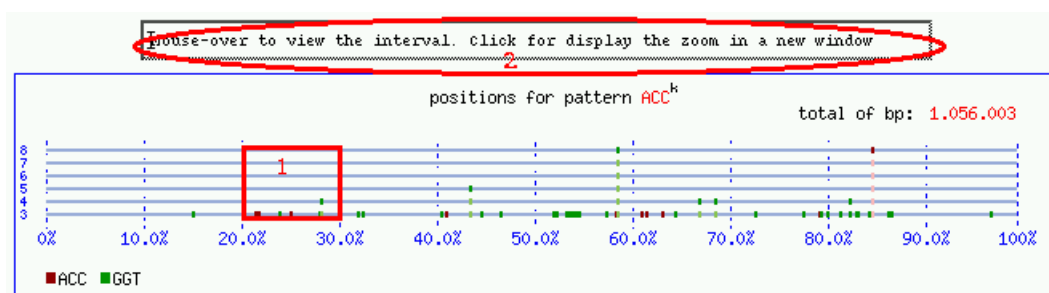 Mouse-over to view the interval. Click for display the zoom in a new window
2
positions for pattern ACCk
total of bp: 1.056.003
8
7
6
5
4
3
1
0% 10.0% 20.0% 30.0% 40.0% 50.0% 60.0% 70.0% 80.0% 90.0% 100%
ACC GGT